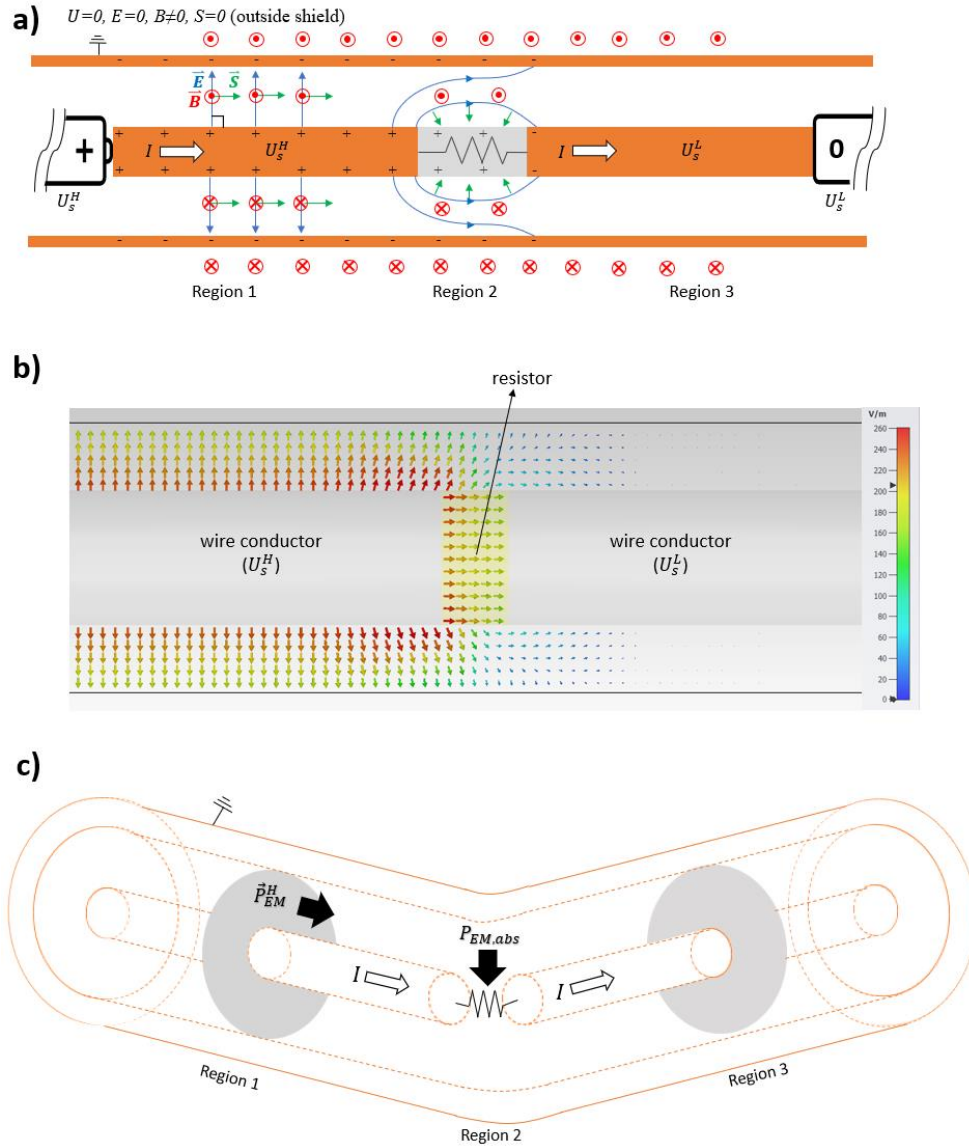 a)
U=0, E=0, B≠0, S=0 (outside shield)
E⃗
S⃗
B⃗
+
I
U_s^H
I
U_s^L
0
U_s^H
U_s^L
Region 1
Region 2
Region 3
b)
resistor
V/m
260
240
220
200
180
160
140
120
100
80
60
40
20
0
wire conductor
(U_s^H)
wire conductor
(U_s^L)
c)
P⃗_EM^H
P_EM,abs
I
I
Region 1
Region 3
Region 2